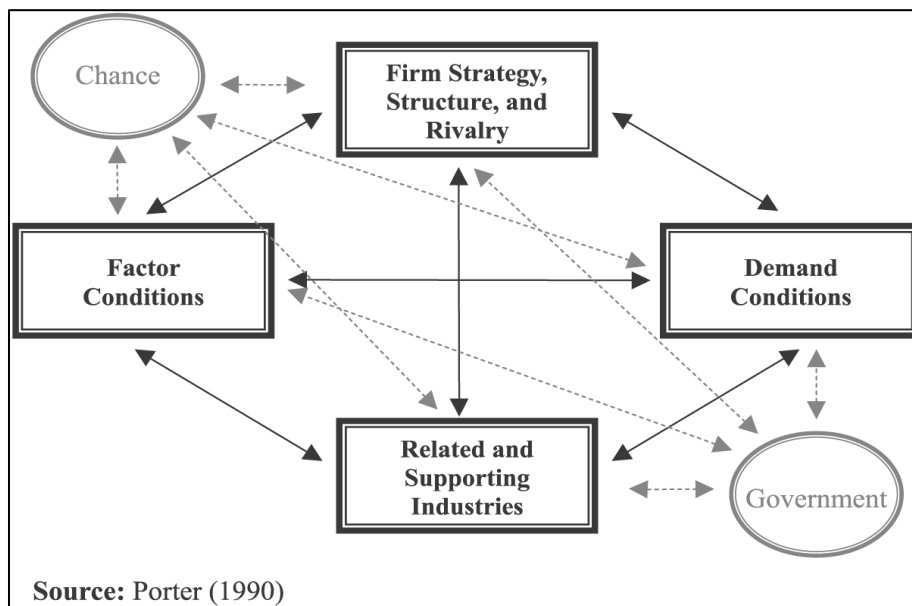 Chance
Firm Strategy,
Structure, and
Rivalry
Factor
Conditions
Demand
Conditions
Related and
Supporting
Industries
Government
Source: Porter (1990)